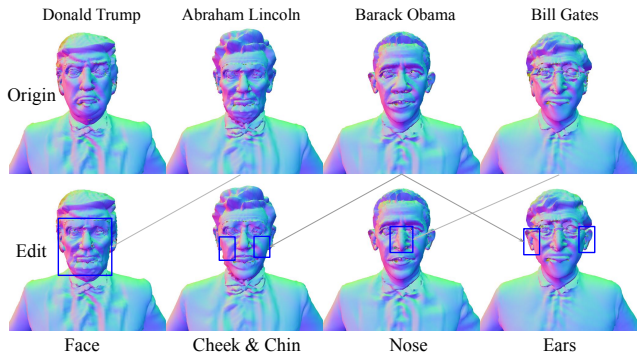 Donald Trump Abraham Lincoln Barack Obama Bill Gates
Origin
Edit
Face Cheek & Chin Nose Ears